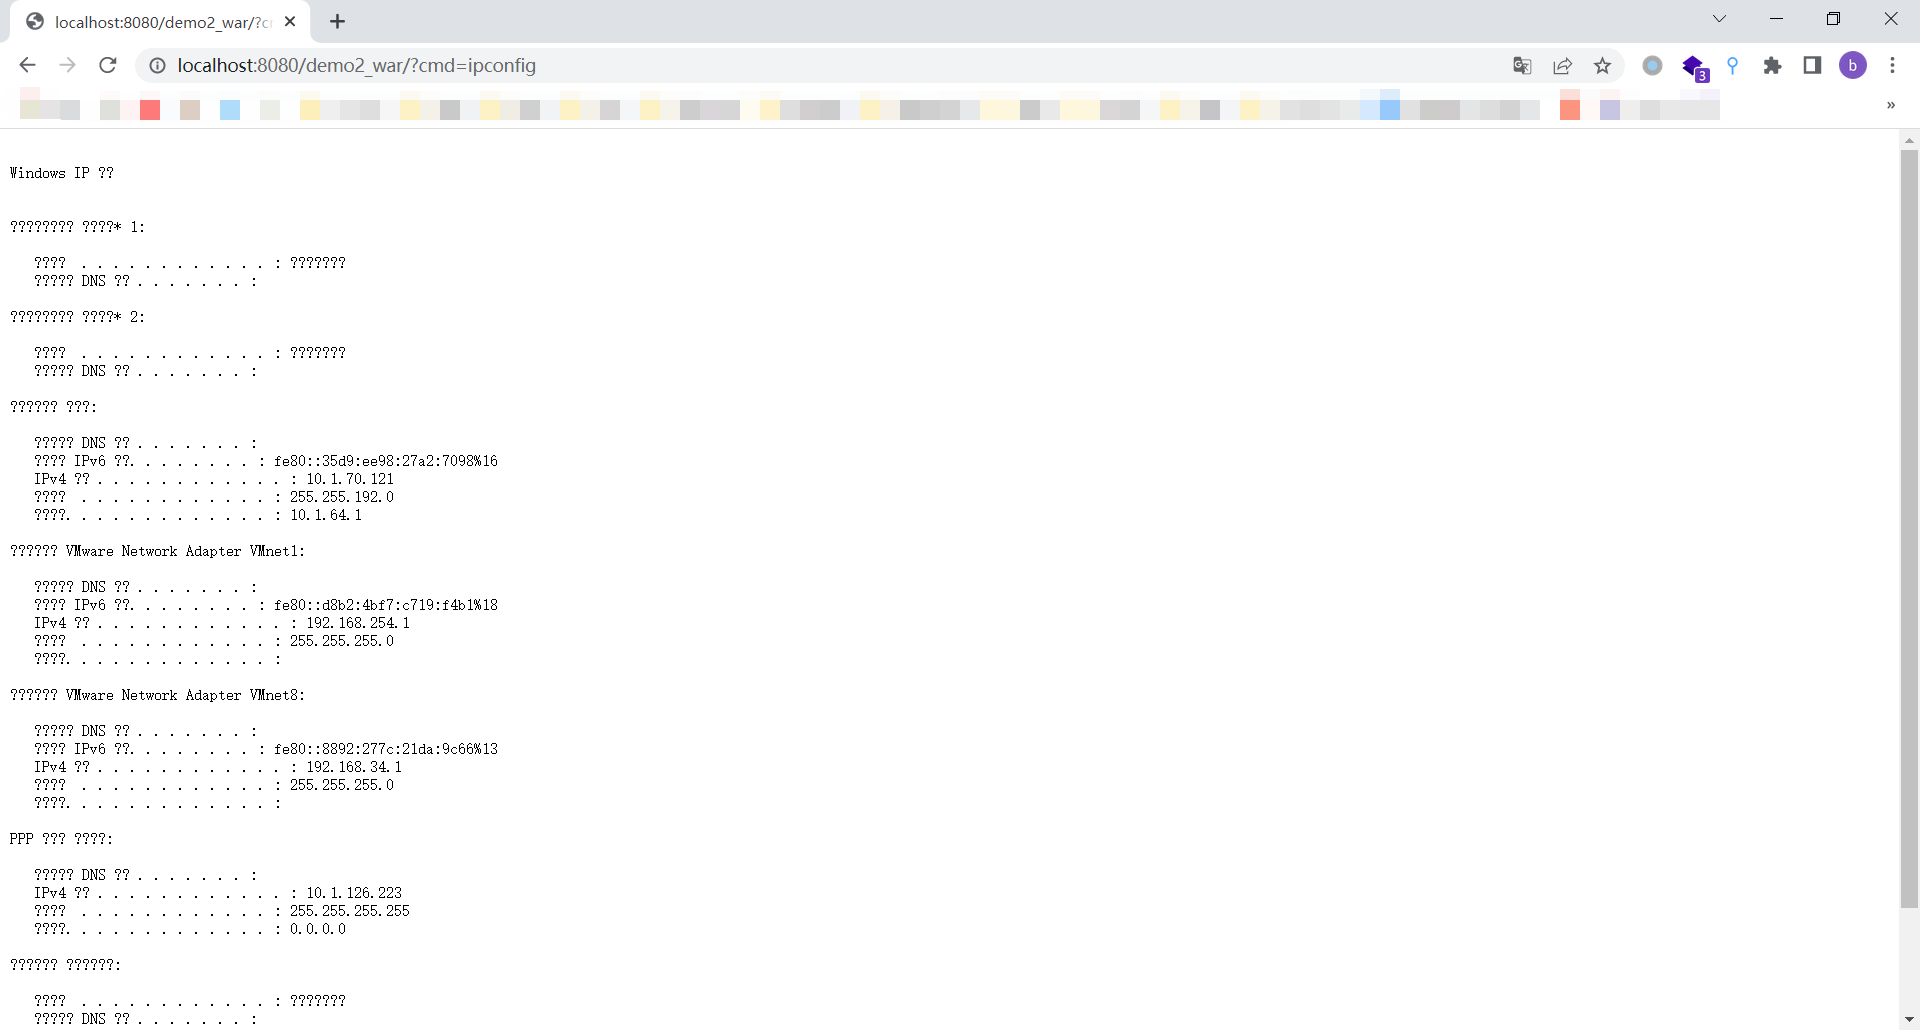 localhost:8080/demo2_war/?c
localhost:8080/demo2_war/?cmd=ipconfig
3
b
»
Windows IP ??
???????? ????* 1:
????  . . . . . . . . . . . . : ???????
????? DNS ?? . . . . . . . :
???????? ????* 2:
????  . . . . . . . . . . . . : ???????
????? DNS ?? . . . . . . . :
?????? ???:
????? DNS ?? . . . . . . . :
???? IPv6 ??. . . . . . . . : fe80::35d9:ee98:27a2:7098%16
IPv4 ?? . . . . . . . . . . . . : 10.1.70.121
????  . . . . . . . . . . . . : 255.255.192.0
????. . . . . . . . . . . . . : 10.1.64.1
?????? VMware Network Adapter VMnet1:
????? DNS ?? . . . . . . . :
???? IPv6 ??. . . . . . . . : fe80::d8b2:4bf7:c719:f4b1%18
IPv4 ?? . . . . . . . . . . . . : 192.168.254.1
????  . . . . . . . . . . . . : 255.255.255.0
????. . . . . . . . . . . . . :
?????? VMware Network Adapter VMnet8:
????? DNS ?? . . . . . . . :
???? IPv6 ??. . . . . . . . : fe80::8892:277c:21da:9c66%13
IPv4 ?? . . . . . . . . . . . . : 192.168.34.1
????  . . . . . . . . . . . . : 255.255.255.0
????. . . . . . . . . . . . . :
PPP ??? ????:
????? DNS ?? . . . . . . . :
IPv4 ?? . . . . . . . . . . . . : 10.1.126.223
????  . . . . . . . . . . . . : 255.255.255.255
????. . . . . . . . . . . . . : 0.0.0.0
?????? ??????:
????  . . . . . . . . . . . . : ???????
????? DNS ?? . . . . . . . :